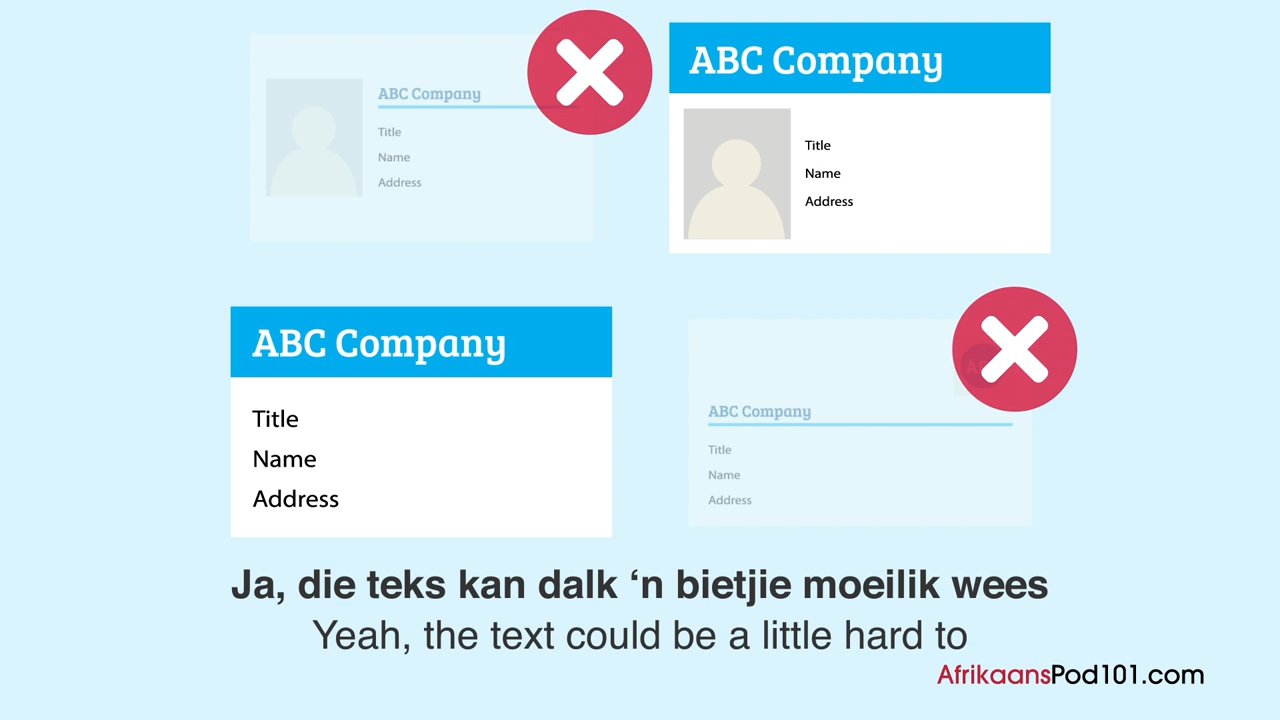 ABC Company
Title
Name
Address
ABC Company
Title
Name
Address
ABC Company
Title
Name
Address
ABC Company
Title
Name
Address
Ja, die teks kan dalk ‘n bietjie moeilik wees
Yeah, the text could be a little hard to
AfrikaansPod101.com